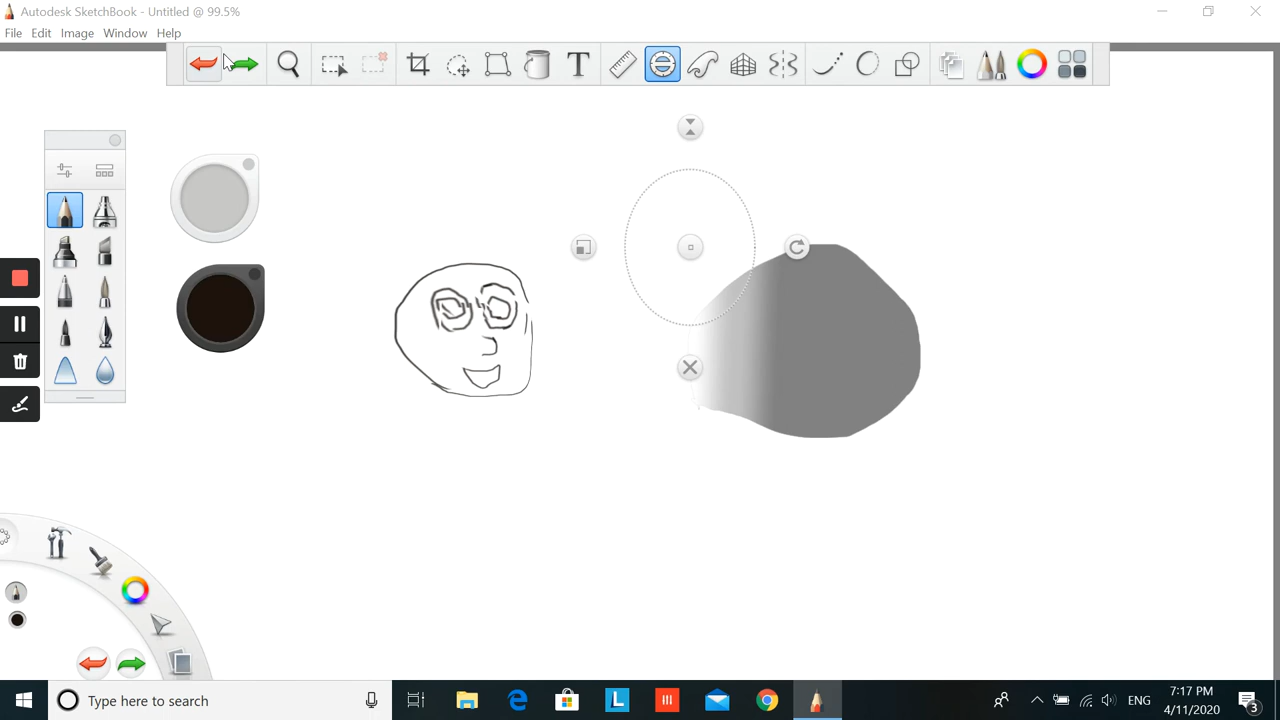 Autodesk SketchBook - Untitled @ 99.5%
File Edit Image Window Help
T
Type here to search
L
ENG
7:17 PM
4/11/2020
3